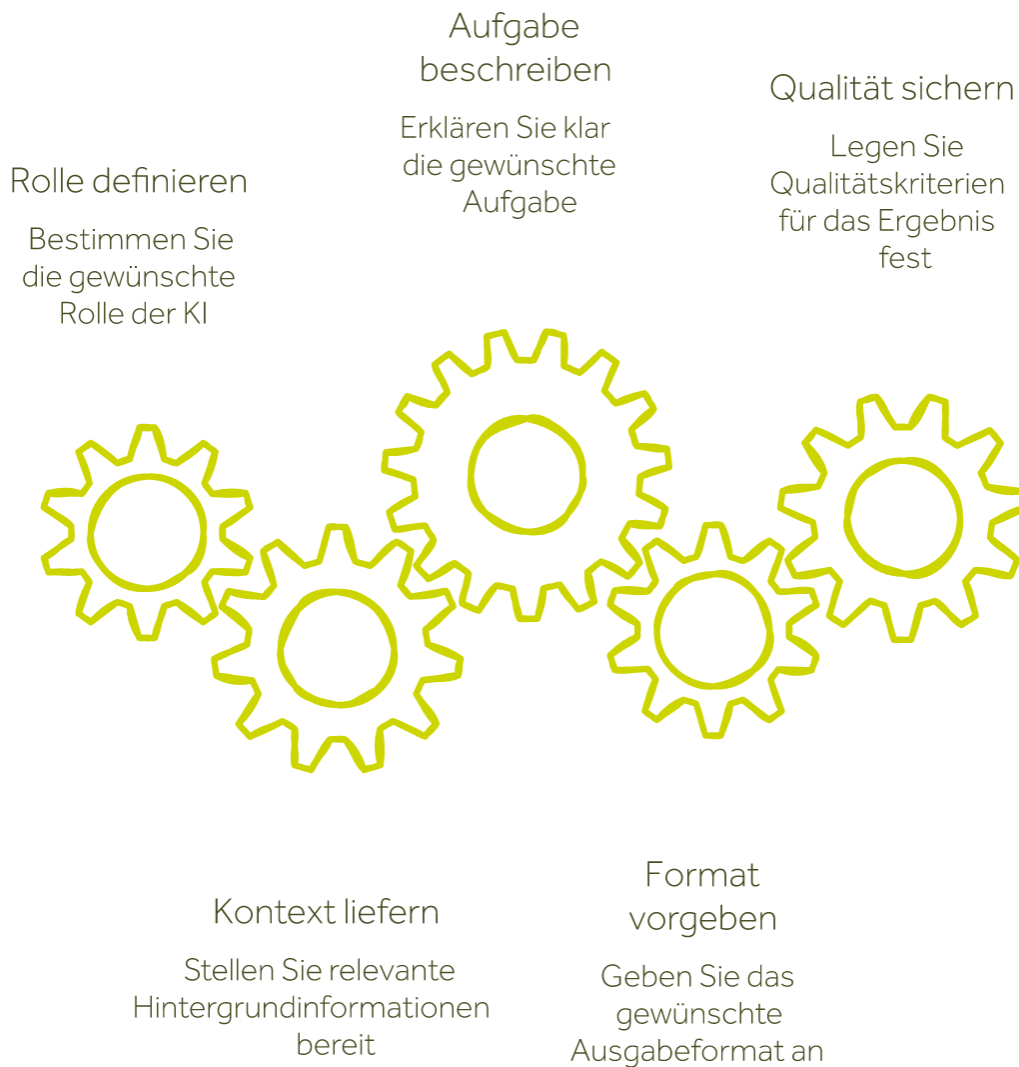 Rolle definieren
Bestimmen Sie
die gewünschte
Rolle der KI
Kontext liefern
Stellen Sie relevante
Hintergrundinformationen
bereit
Aufgabe
beschreiben
Erklären Sie klar
die gewünschte
Aufgabe
Format
vorgeben
Geben Sie das
gewünschte
Ausgabeformat an
Qualität sichern
Legen Sie
Qualitätskriterien
für das Ergebnis
fest